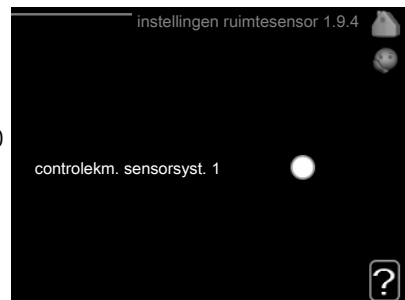 instellingen ruimtesensor 1.9.4
)
controlekm. sensorsyst. 1
?